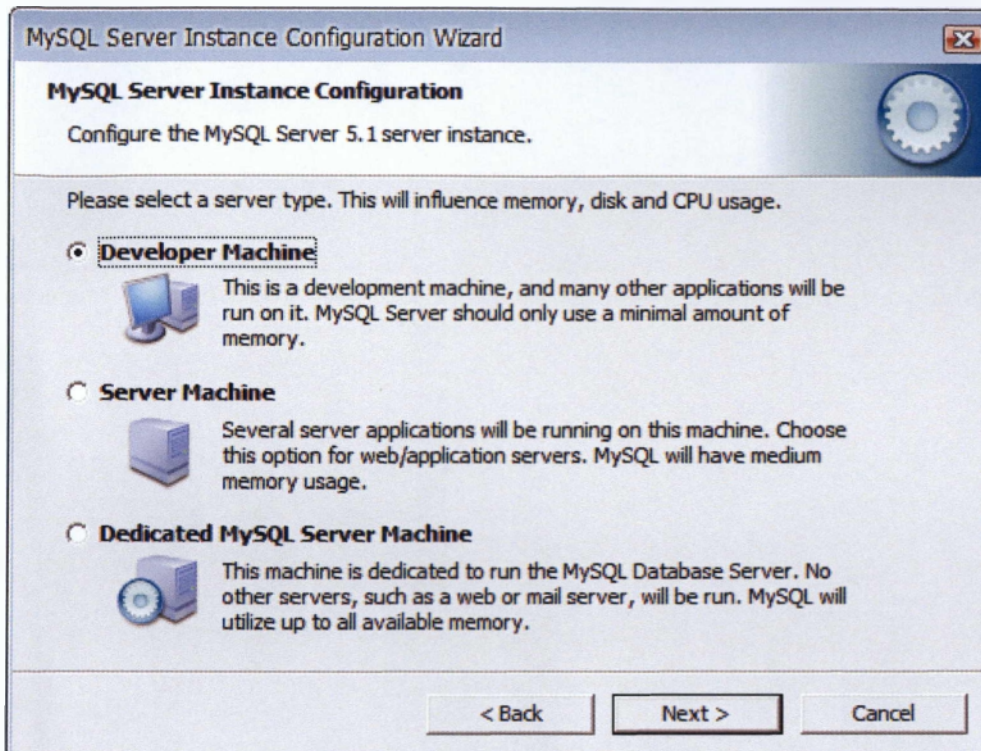 MySQL Server Instance Configuration Wizard
MySQL Server Instance Configuration
Configure the MySQL Server 5.1 server instance.
Please select a server type. This will influence memory, disk and CPU usage.
Developer Machine
This is a development machine, and many other applications will be
run on it. MySQL Server should only use a minimal amount of
memory.
Server Machine
Several server applications will be running on this machine. Choose
this option for web/application servers. MySQL will have medium
memory usage.
Dedicated MySQL Server Machine
This machine is dedicated to run the MySQL Database Server. No
other servers, such as a web or mail server, will be run. MySQL will
utilize up to all available memory.
< Back
Next >
Cancel